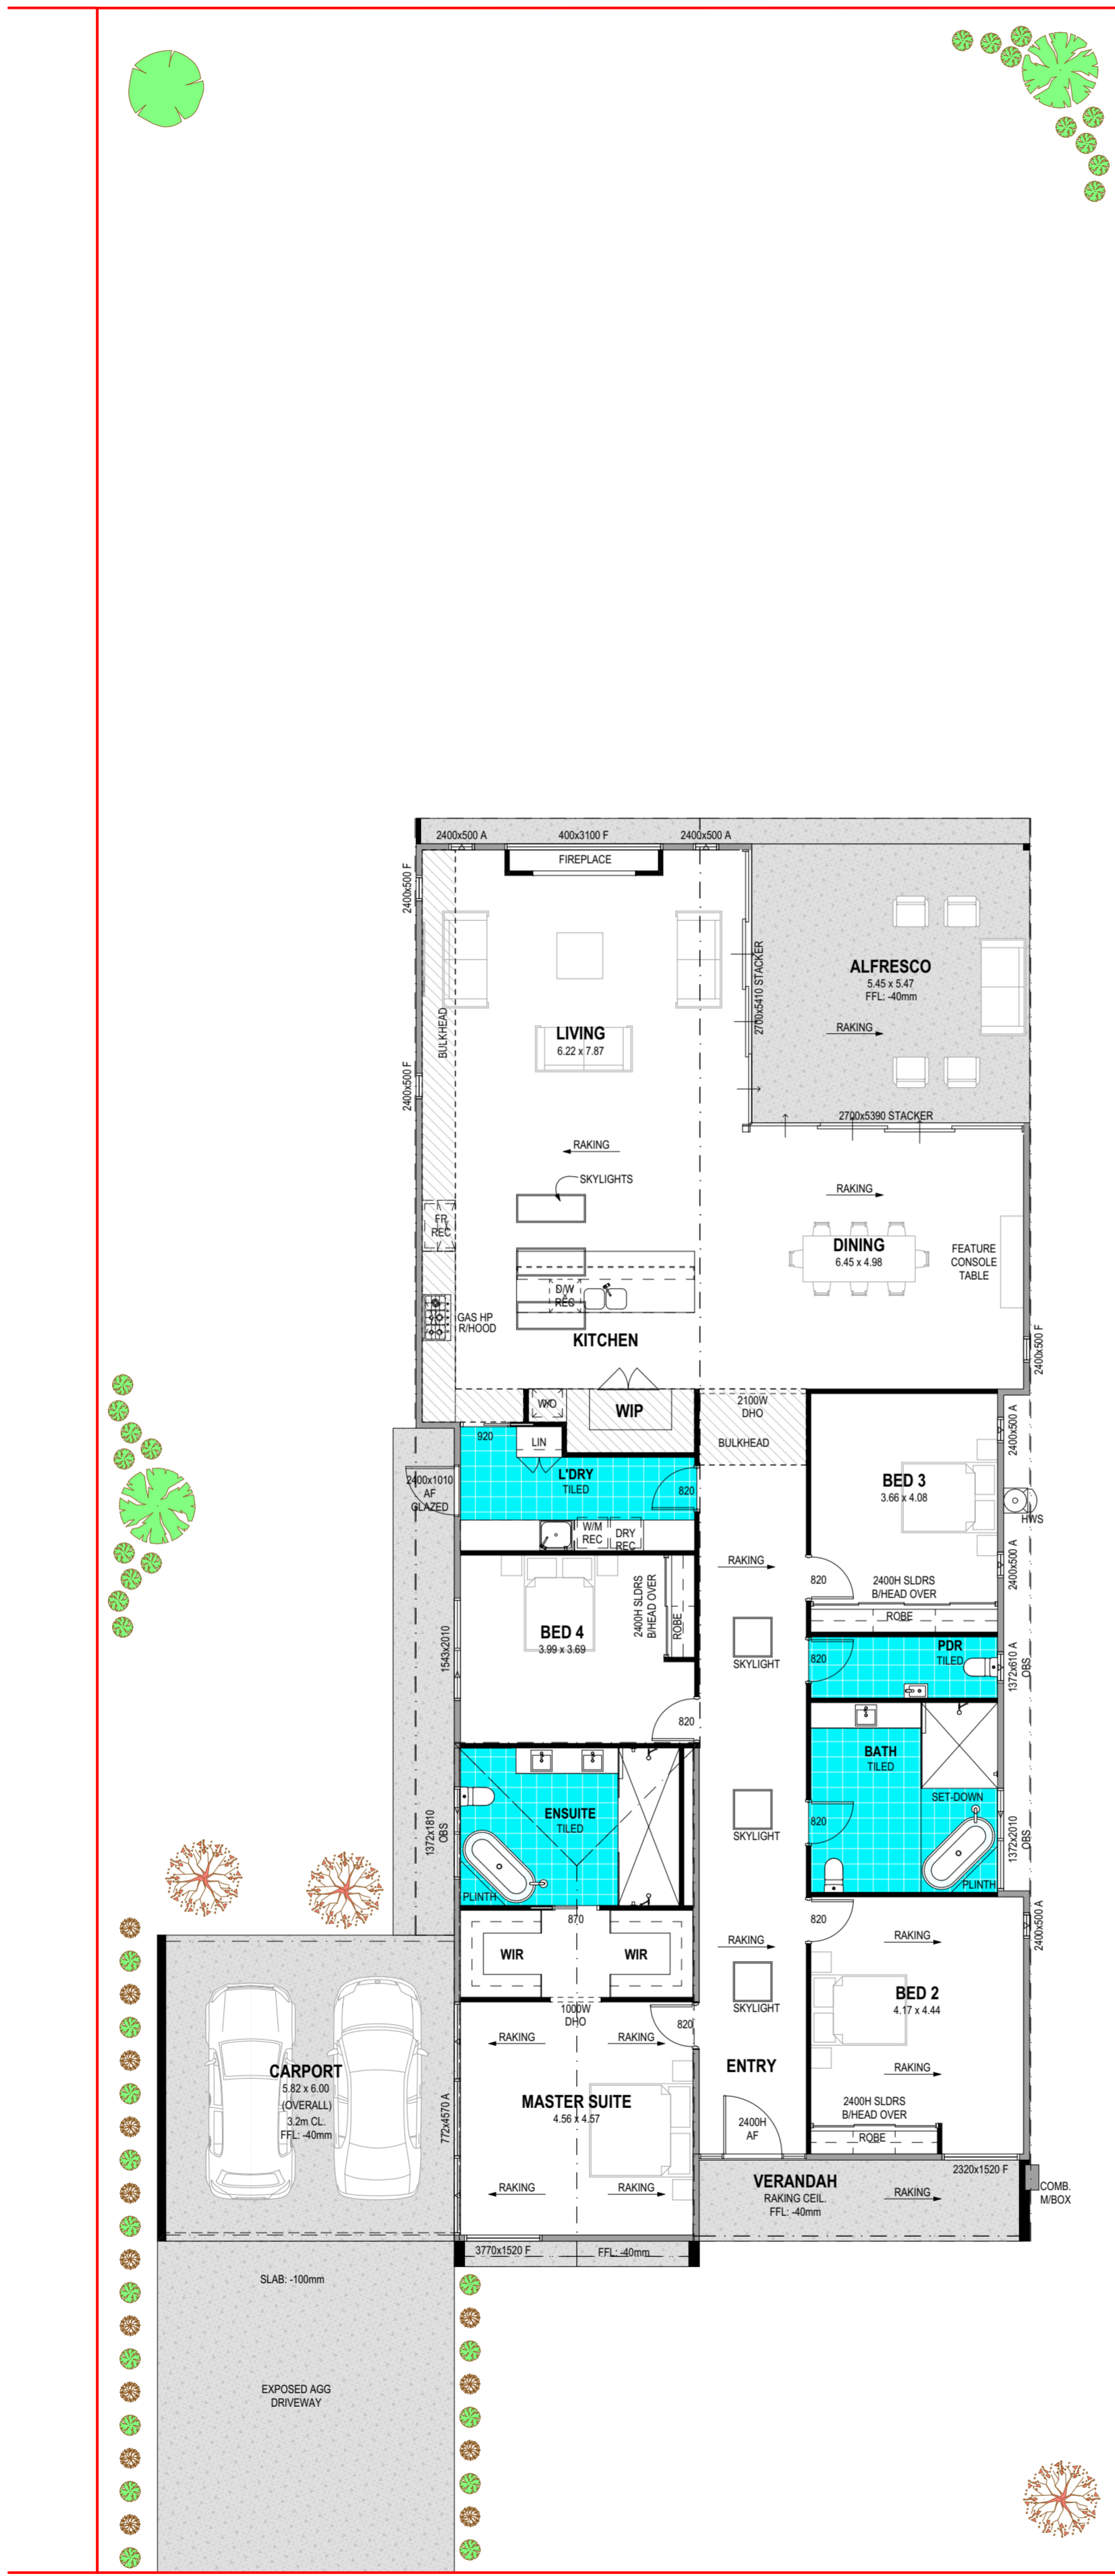 2400x500 A
400x3100 F
2400x500 A
FIREPLACE
2400x500 F
BULKHEAD
2400x500 F
LIVING
6.22 x 7.87
2700x5410 STACKER
ALFRESCO
5.45 x 5.47
FFL: -40mm
RAKING
2700x5390 STACKER
RAKING
SKYLIGHTS
RAKING
FR
REC
DINING
6.45 x 4.98
FEATURE
CONSOLE
TABLE
D/W
REC
GAS HP
R/HOOD
KITCHEN
2400x500 F
W/O
WIP
2100W
DHO
BULKHEAD
920
LIN
L'DRY
TILED
820
2400x1010
AF
GLAZED
W/M
REC
DRY
REC
BED 3
3.66 x 4.08
2400x500 A
HWS
2400x500 A
RAKING
820
2400H SLDRS
B/HEAD OVER
ROBE
BED 4
3.99 x 3.69
2400H SLDRS
B/HEAD OVER
ROBE
1543x2010
820
SKYLIGHT
820
PDR
TILED
1372x610 A
OBS
BATH
TILED
SET-DOWN
820
PLINTH
1372x2010
OBS
ENSUITE
TILED
PLINTH
1372x1810
OBS
SKYLIGHT
870
WIR
WIR
820
RAKING
SKYLIGHT
RAKING
BED 2
4.17 x 4.44
2400x500 A
RAKING
2400H SLDRS
B/HEAD OVER
ROBE
1000W
DHO
820
RAKING
RAKING
ENTRY
MASTER SUITE
4.56 x 4.57
2400H
AF
CARPORT
5.82 x 6.00
(OVERALL)
3.2m CL.
FFL: -40mm
772x4570 A
RAKING
RAKING
VERANDAH
RAKING CEIL.
FFL: -40mm
RAKING
2320x1520 F
COMB.
M/BOX
3770x1520 F
FFL: -40mm
SLAB: -100mm
EXPOSED AGG
DRIVEWAY